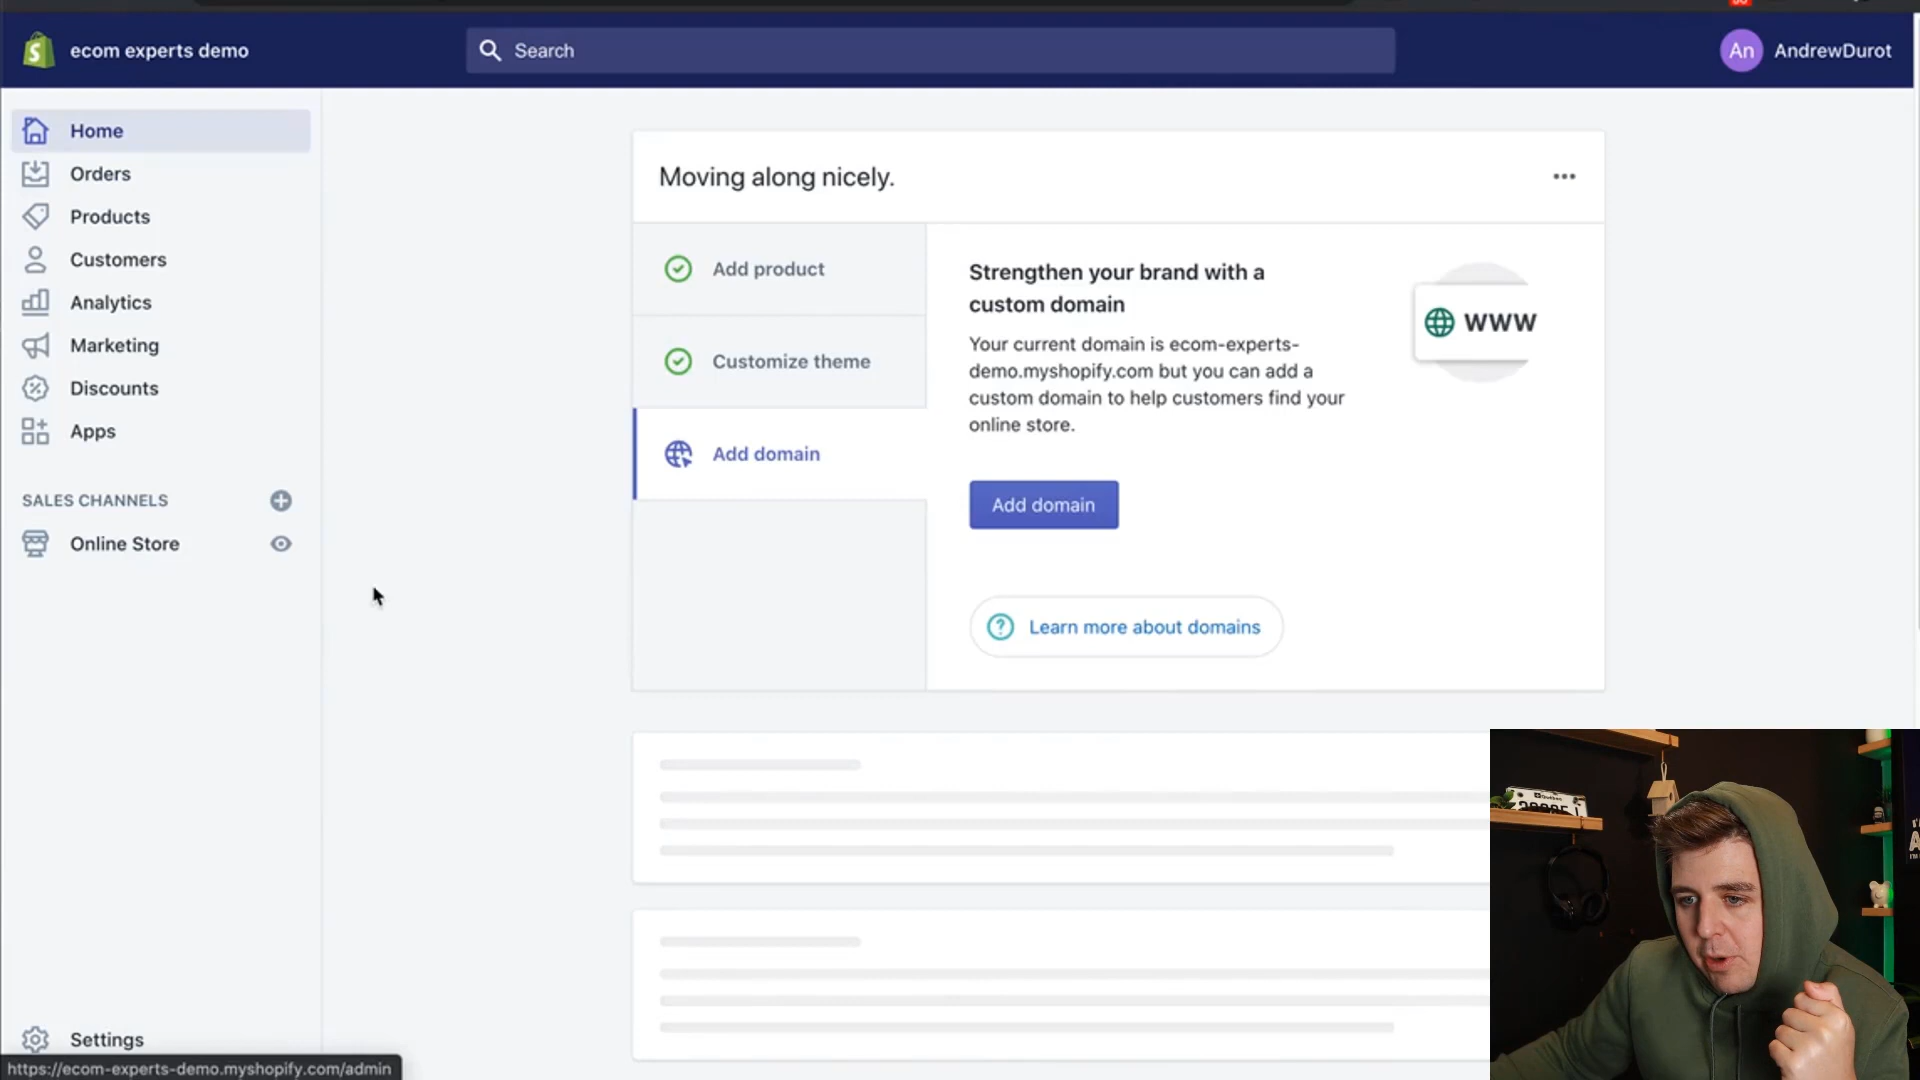 ecom experts demo
Search
An
AndrewDurot
Home
Orders
Products
Customers
Analytics
Marketing
Discounts
Apps
SALES CHANNELS
Online Store
Settings
https://ecom-experts-demo.myshopify.com/admin
Moving along nicely.
Add product
Customize theme
Add domain
Strengthen your brand with a
custom domain
Your current domain is ecom-experts-
demo.myshopify.com but you can add a
custom domain to help customers find your
online store.
Add domain
Learn more about domains
WWW
Québec